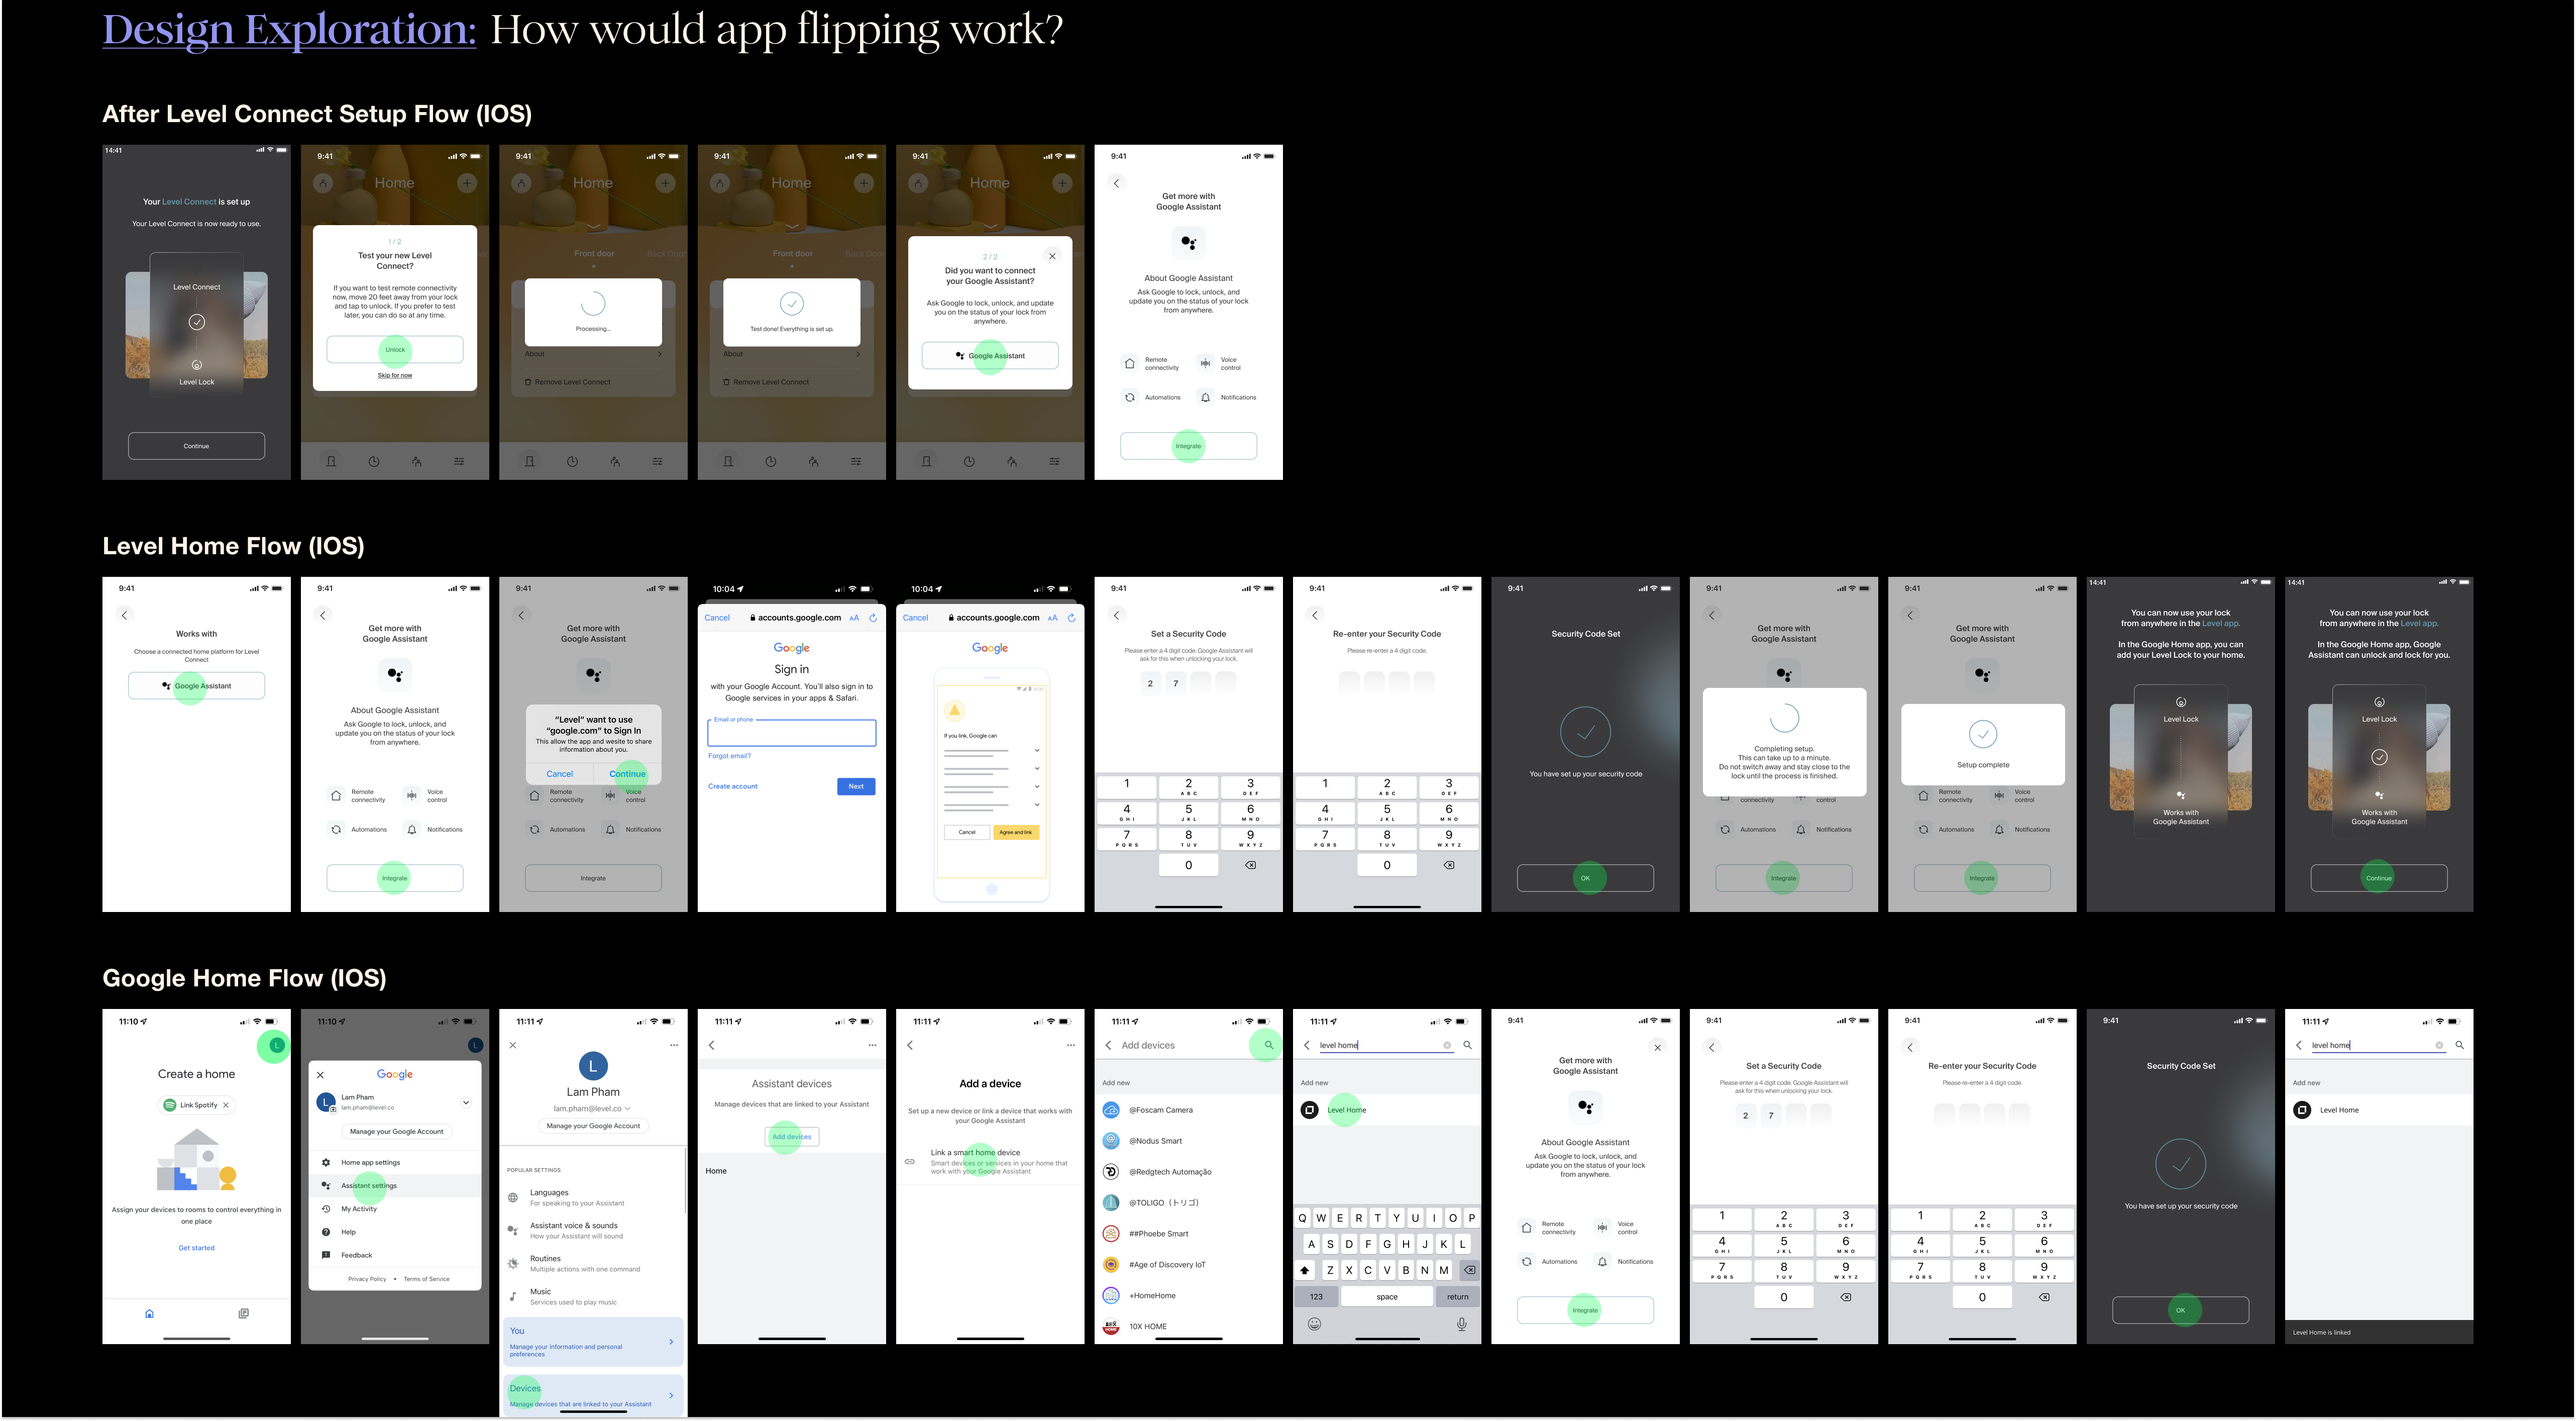 Design Exploration: How would app flipping work?
After Level Connect Setup Flow (IOS)
14:41
Your Level Connect is set up
Your Level Connect is now ready to use.
Level Connect
Level Lock
Continue
9:41
Home
1 / 2
Test your new Level
Connect?
If you want to test remote connectivity
now, move 20 feet away from your lock
and tap to unlock. If you prefer to test
later, you can do so at any time.
Unlock
Skip for now
9:41
Home
Front door
Back Door
Processing...
About
Remove Level Connect
9:41
Home
Front door
Back Door
Test done! Everything is set up.
About
Remove Level Connect
9:41
Home
2 / 2
Did you want to connect
your Google Assistant?
Ask Google to lock, unlock, and update
you on the status of your lock from
anywhere.
Google Assistant
9:41
Get more with
Google Assistant
About Google Assistant
Ask Google to lock, unlock, and
update you on the status of your lock
from anywhere.
Remote
connectivity
Voice
control
Automations
Notifications
Integrate
Level Home Flow (IOS)
9:41
Works with
Choose a connected home platform for Level
Connect
Google Assistant
9:41
Get more with
Google Assistant
About Google Assistant
Ask Google to lock, unlock, and
update you on the status of your lock
from anywhere.
Remote
connectivity
Voice
control
Automations
Notifications
Integrate
9:41
Get more with
Google Assistant
“Level” want to use
“google.com” to Sign In
This allow the app and wesite to share
information about you.
Cancel
Continue
Remote
connectivity
Voice
control
Automations
Notifications
Integrate
10:04
Cancel
accounts.google.com
AA
Google
Sign in
with your Google Account. You'll also sign in to
Google services in your apps & Safari.
Email or phone
Forgot email?
Create account
Next
10:04
Cancel
accounts.google.com
AA
Google
If you link, Google can
Cancel
Agree and link
9:41
Set a Security Code
Please enter a 4 digit code. Google Assistant will
ask for this when unlocking your lock.
2 7
1
2 ABC
3 DEF
4 GHI
5 JKL
6 MNO
7 PQRS
8 TUV
9 WXYZ
0
9:41
Re-enter your Security Code
Please re-enter a 4 digit code.
1
2 ABC
3 DEF
4 GHI
5 JKL
6 MNO
7 PQRS
8 TUV
9 WXYZ
0
9:41
Security Code Set
You have set up your security code
OK
9:41
Get more with
Google Assistant
Completing setup.
This can take up to a minute.
Do not switch away and stay close to the
lock until the process is finished.
connectivity
control
Automations
Notifications
Integrate
9:41
Get more with
Google Assistant
Setup complete
Remote
connectivity
Voice
control
Automations
Notifications
Integrate
14:41
You can now use your lock
from anywhere in the Level app.
In the Google Home app, you can
add your Level Lock to your home.
Level Lock
Works with
Google Assistant
14:41
You can now use your lock
from anywhere in the Level app.
In the Google Home app, Google
Assistant can unlock and lock for you.
Level Lock
Works with
Google Assistant
Continue
Google Home Flow (IOS)
11:10
L
Create a home
Link Spotify
Assign your devices to rooms to control everything in
one place
Get started
11:10
L
Google
L
Lam Pham
lam.pham@level.co
Manage your Google Account
Home app settings
Assistant settings
My Activity
Help
Feedback
Privacy Policy • Terms of Service
11:11
L
Lam Pham
lam.pham@level.co
Manage your Google Account
POPULAR SETTINGS
Languages
For speaking to your Assistant
Assistant voice & sounds
How your Assistant will sound
Routines
Multiple actions with one command
Music
Services used to play music
You
Manage your information and personal
preferences
Devices
Manage devices that are linked to your Assistant
11:11
Assistant devices
Manage devices that are linked to your Assistant
Add devices
Home
11:11
Add a device
Set up a new device or link a device that works with
your Google Assistant
Link a smart home device
Smart devices or services in your home that
work with your Google Assistant
11:11
Add devices
Add new
@Foscam Camera
@Nodus Smart
@Redgtech Automação
@TOLIGO（トリゴ）
##Phoebe Smart
#Age of Discovery IoT
+HomeHome
10X HOME
11:11
level home
Add new
Level Home
Q W E R T Y U I O P
A S D F G H J K L
Z X C V B N M
123
space
return
9:41
Get more with
Google Assistant
About Google Assistant
Ask Google to lock, unlock, and
update you on the status of your lock
from anywhere.
Remote
connectivity
Voice
control
Automations
Notifications
Integrate
9:41
Set a Security Code
Please enter a 4 digit code. Google Assistant will
ask for this when unlocking your lock.
2 7
1
2 ABC
3 DEF
4 GHI
5 JKL
6 MNO
7 PQRS
8 TUV
9 WXYZ
0
9:41
Re-enter your Security Code
Please re-enter a 4 digit code.
1
2 ABC
3 DEF
4 GHI
5 JKL
6 MNO
7 PQRS
8 TUV
9 WXYZ
0
9:41
Security Code Set
You have set up your security code
OK
11:11
level home
Add new
Level Home
Level Home is linked